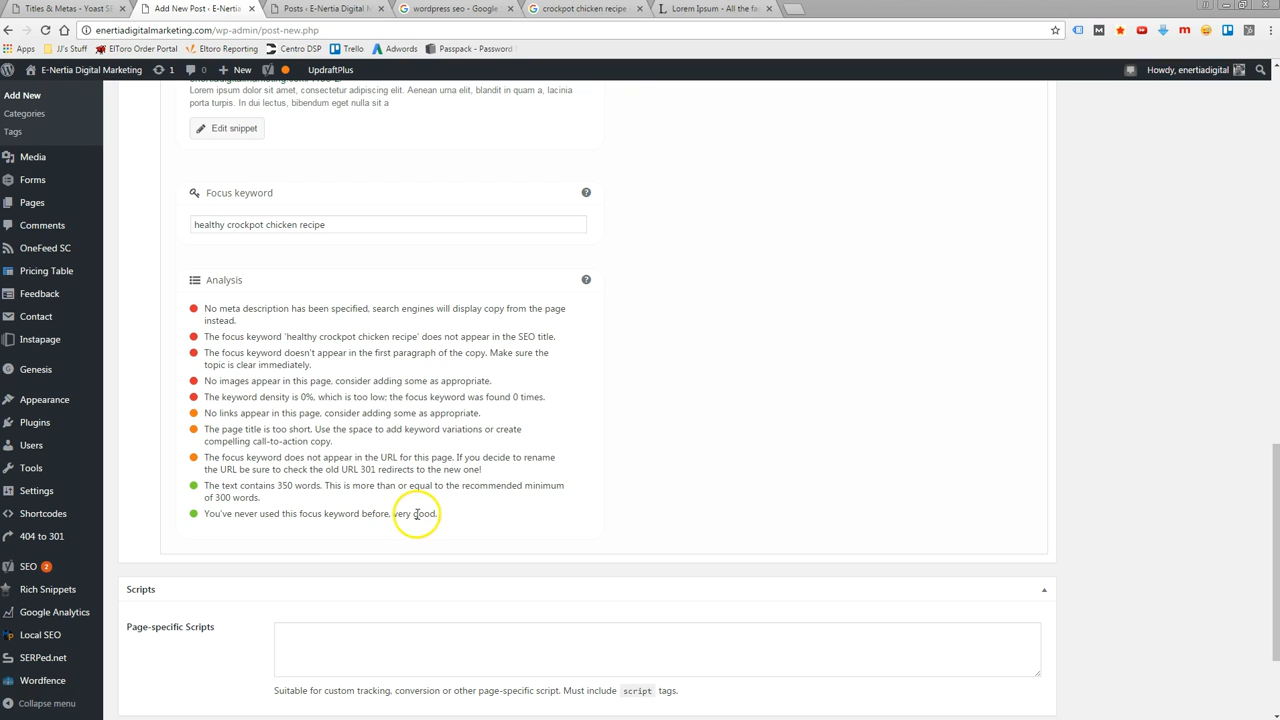 Titles & Metas - Yoast SE
Add New Post - E-Nertia D
Posts ‹ E-Nertia Digital M
wordpress seo - Google
crockpot chicken recipe
Lorem Ipsum - All the fa
enertiadigitalmarketing.com/wp-admin/post-new.php
Apps
JJ's Stuff
ElToro Order Portal
Eltoro Reporting
Centro DSP
Trello
Adwords
Passpack - Password
E-Nertia Digital Marketing
1
0
New
UpdraftPlus
Howdy, enertiadigital
Add New
Categories
Tags
Media
Forms
Pages
Comments
OneFeed SC
Pricing Table
Feedback
Contact
Instapage
Genesis
Appearance
Plugins
Users
Tools
Settings
Shortcodes
404 to 301
SEO 2
Rich Snippets
Google Analytics
Local SEO
SERPed.net
Wordfence
Collapse menu
Lorem ipsum dolor sit amet, consectetur adipiscing elit. Aenean urna elit, blandit in quam a, lacinia
porta turpis. In dui lectus, bibendum eget nulla sit a
Edit snippet
Focus keyword
healthy crockpot chicken recipe
Analysis
No meta description has been specified, search engines will display copy from the page
instead.
The focus keyword 'healthy crockpot chicken recipe' does not appear in the SEO title.
The focus keyword doesn't appear in the first paragraph of the copy. Make sure the
topic is clear immediately.
No images appear in this page, consider adding some as appropriate.
The keyword density is 0%, which is too low; the focus keyword was found 0 times.
No links appear in this page, consider adding some as appropriate.
The page title is too short. Use the space to add keyword variations or create
compelling call-to-action copy.
The focus keyword does not appear in the URL for this page. If you decide to rename
the URL be sure to check the old URL 301 redirects to the new one!
The text contains 350 words. This is more than or equal to the recommended minimum
of 300 words.
You've never used this focus keyword before, very good.
Scripts
Page-specific Scripts
Suitable for custom tracking, conversion or other page-specific script. Must include script tags.